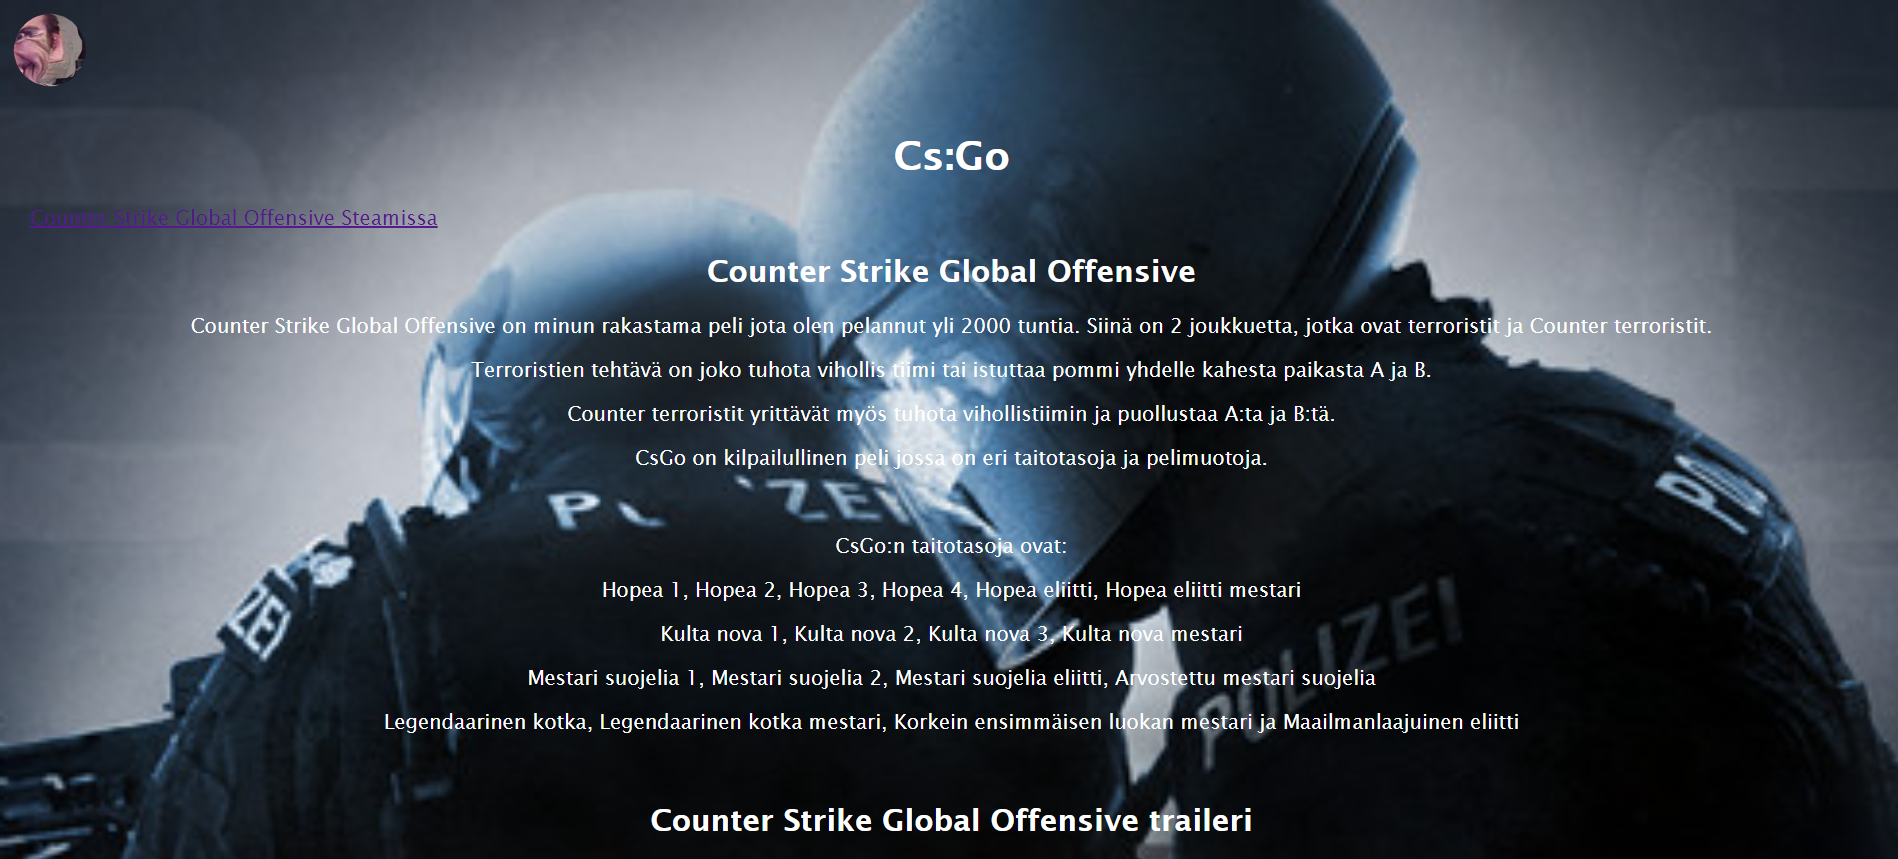 Cs:Go
Counter Strike Global Offensive Steamissa
Counter Strike Global Offensive
Counter Strike Global Offensive on minun rakastama peli jota olen pelannut yli 2000 tuntia. Siinä on 2 joukkuetta, jotka ovat terroristit ja Counter terroristit.
Terroristien tehtävä on joko tuhota vihollis tiimi tai istuttaa pommi yhdelle kahesta paikasta A ja B.
Counter terroristit yrittävät myös tuhota vihollistiimin ja puollustaa A:ta ja B:tä.
CsGo on kilpailullinen peli jossa on eri taitotasoja ja pelimuotoja.
ZEI
CsGo:n taitotasoja ovat:
Hopea 1, Hopea 2, Hopea 3, Hopea 4, Hopea eliitti, Hopea eliitti mestari
ZEI
POLIZEI
Kulta nova 1, Kulta nova 2, Kulta nova 3, Kulta nova mestari
Mestari suojelia 1, Mestari suojelia 2, Mestari suojelia eliitti, Arvostettu mestari suojelia
Legendaarinen kotka, Legendaarinen kotka mestari, Korkein ensimmäisen luokan mestari ja Maailmanlaajuinen eliitti
Counter Strike Global Offensive traileri